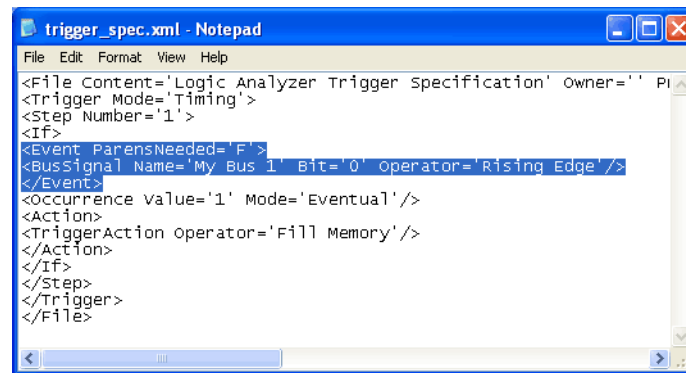 trigger_spec.xml - Notepad
File Edit Format View Help
<File Content='Logic Analyzer Trigger Specification' Owner=''
<Trigger Mode='Timing'>
<Step Number='1'>
<If>
<Event ParensNeeded='F'>
<BusSignal Name='My Bus 1' Bit='0' Operator='Rising Edge'/>
</Event>
<Occurrence Value='1' Mode='Eventual'/>
<Action>
<TriggerAction Operator='Fill Memory'/>
</Action>
</If>
</Step>
</Trigger>
</File>